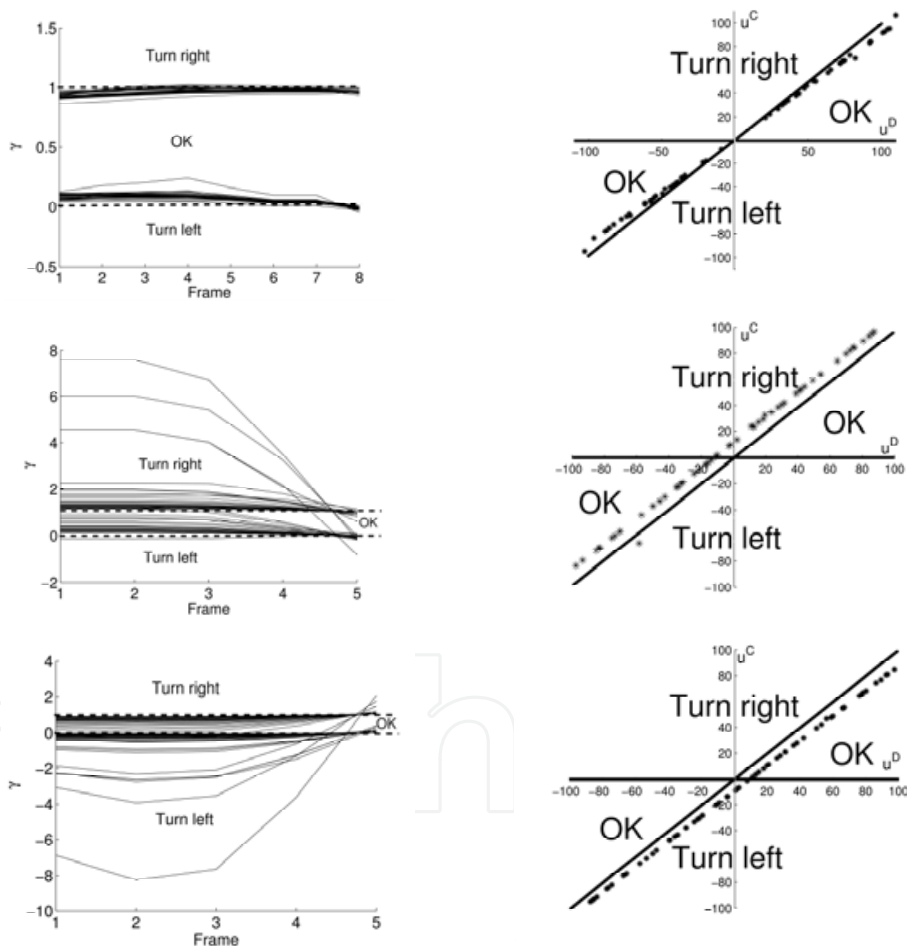 1.5
Turn right
1
OK
γ
0.5
0
Turn left
−0.5
1 2 3 4 5 6 7 8
Frame
100 u^C
80
Turn right
60
40
20
OK u^D
−100 −50 50 100
−20
OK
−40
Turn left
−60
−80
−100
8
6
4
γ
Turn right
2
OK
0
Turn left
−2
1 2 3 4 5
Frame
100 u^C
80
Turn right
60
40
20
OK u^D
−100 −80 −60 −40 −20 20 40 60 80 100
−20
OK
−40
Turn left
−60
−80
−100
4
Turn right
2
OK
0
−2
γ
−4
Turn left
−6
−8
−10
1 2 3 4 5
Frame
100 u^C
80
Turn right
60
40
20
OK u^D
−100 −80 −60 −40 −20 20 40 60 80 100
−20
OK
−40
Turn left
−60
−80
−100
h